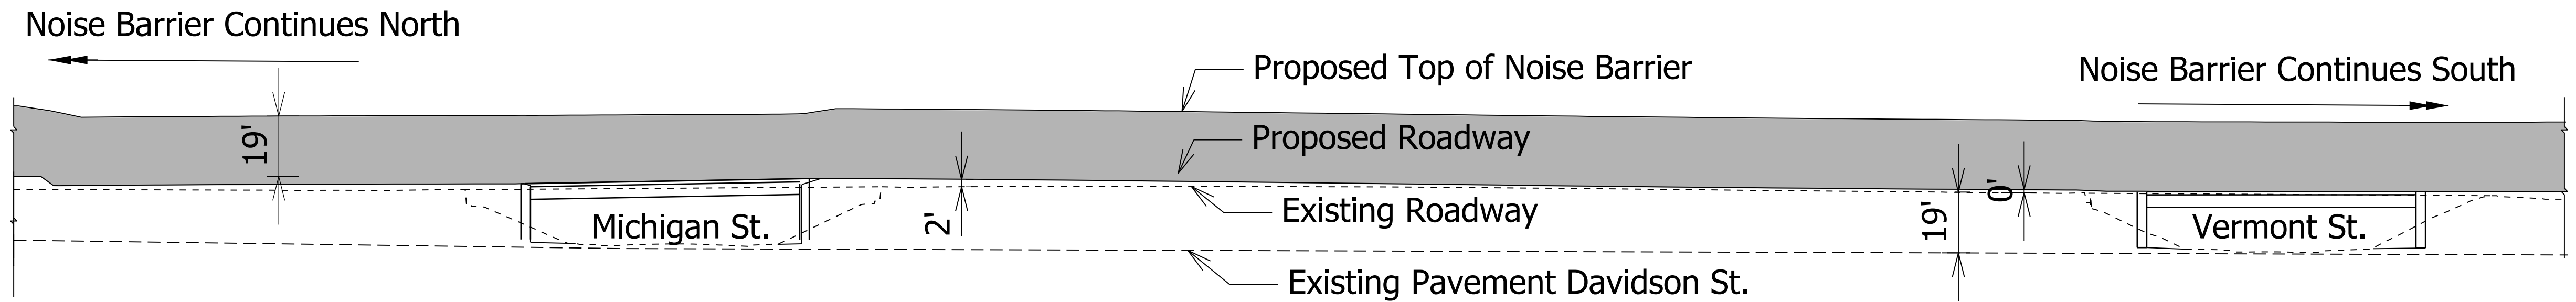 Noise Barrier Continues North
Proposed Top of Noise Barrier
Noise Barrier Continues South
19'
Proposed Roadway
Michigan St.
2'
Existing Roadway
19'
0'
Vermont St.
Existing Pavement Davidson St.